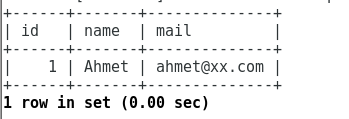 +------+-------+--------------+
| id   | name  | mail         |
+------+-------+--------------+
|    1 | Ahmet | ahmet@xx.com |
+------+-------+--------------+
1 row in set (0.00 sec)